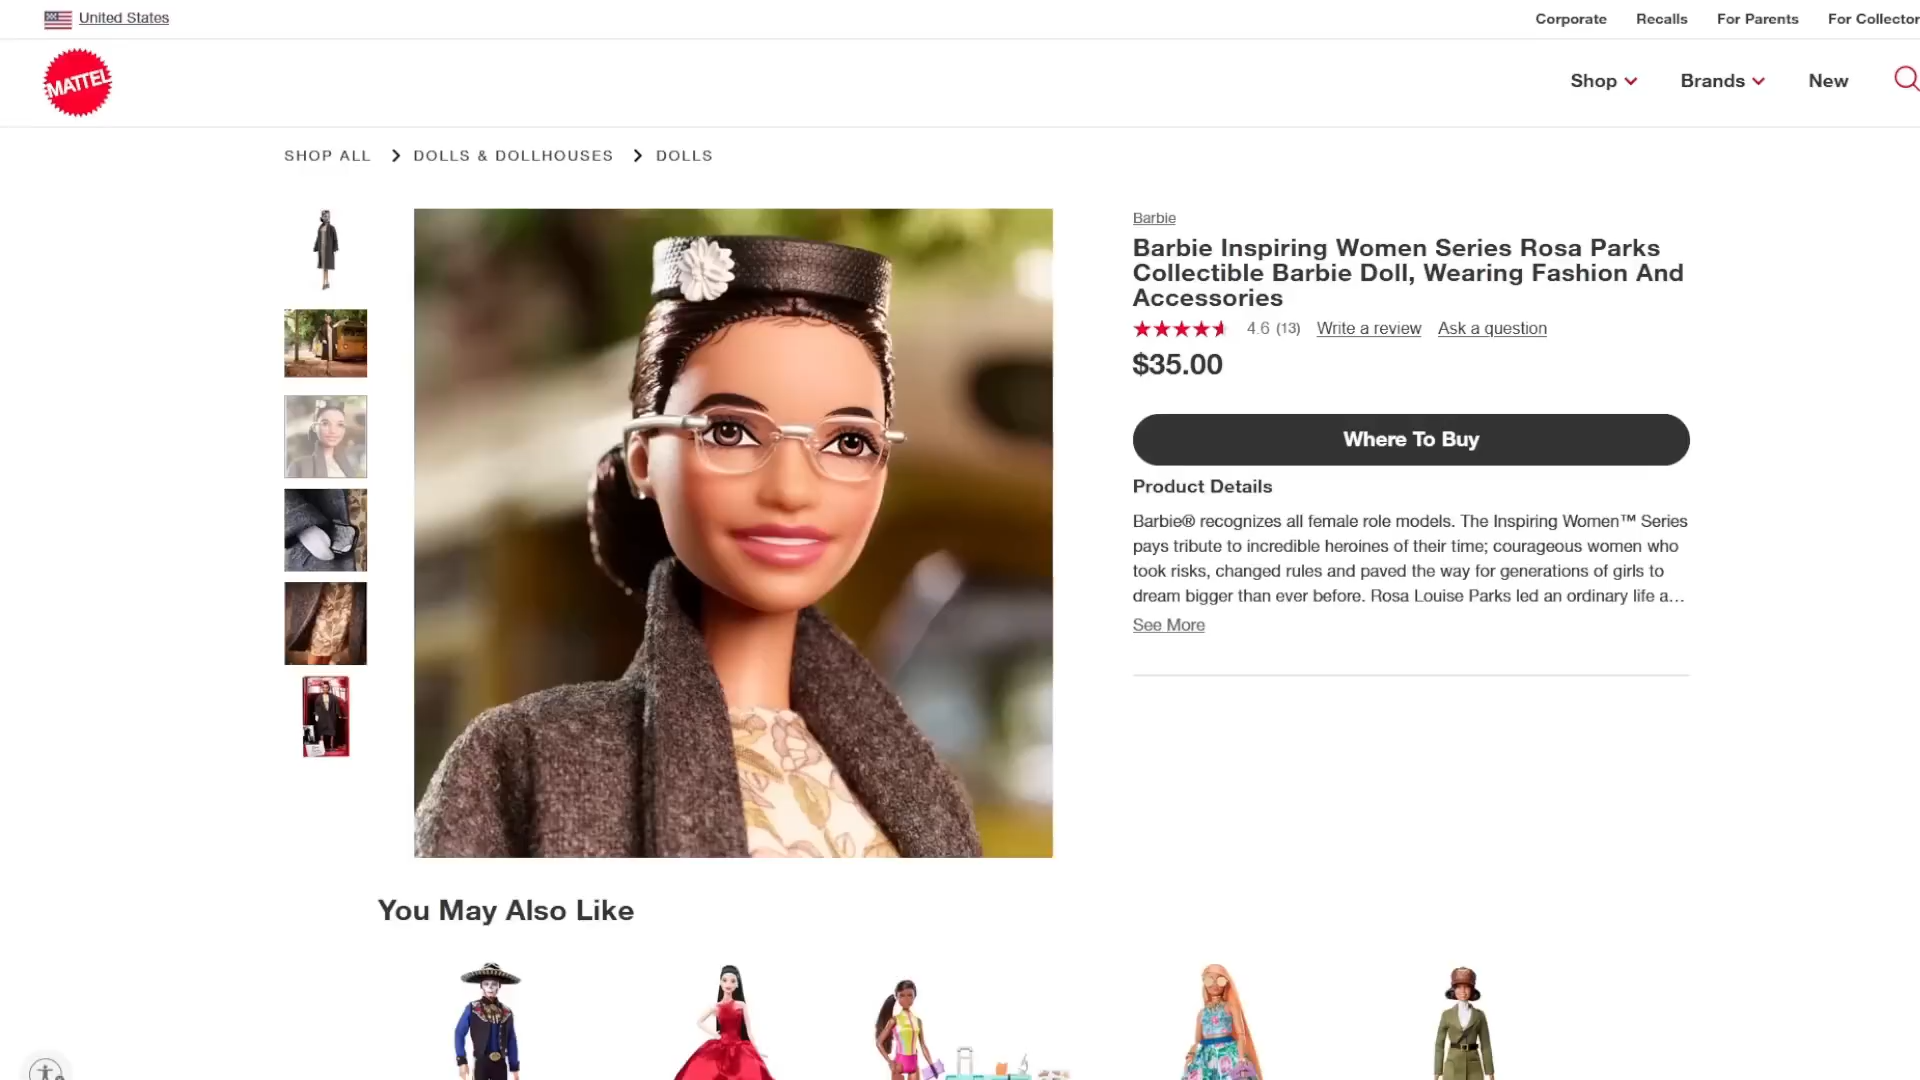 United States
Corporate Recalls For Parents For Collector
MATTEL
Shop Brands New
SHOP ALL DOLLS & DOLLHOUSES DOLLS
Barbie
Barbie Inspiring Women Series Rosa Parks
Collectible Barbie Doll, Wearing Fashion And
Accessories
4.6 (13) Write a review Ask a question
$35.00
Where To Buy
Product Details
Barbie® recognizes all female role models. The Inspiring Women™ Series
pays tribute to incredible heroines of their time; courageous women who
took risks, changed rules and paved the way for generations of girls to
dream bigger than ever before. Rosa Louise Parks led an ordinary life a...
See More
You May Also Like